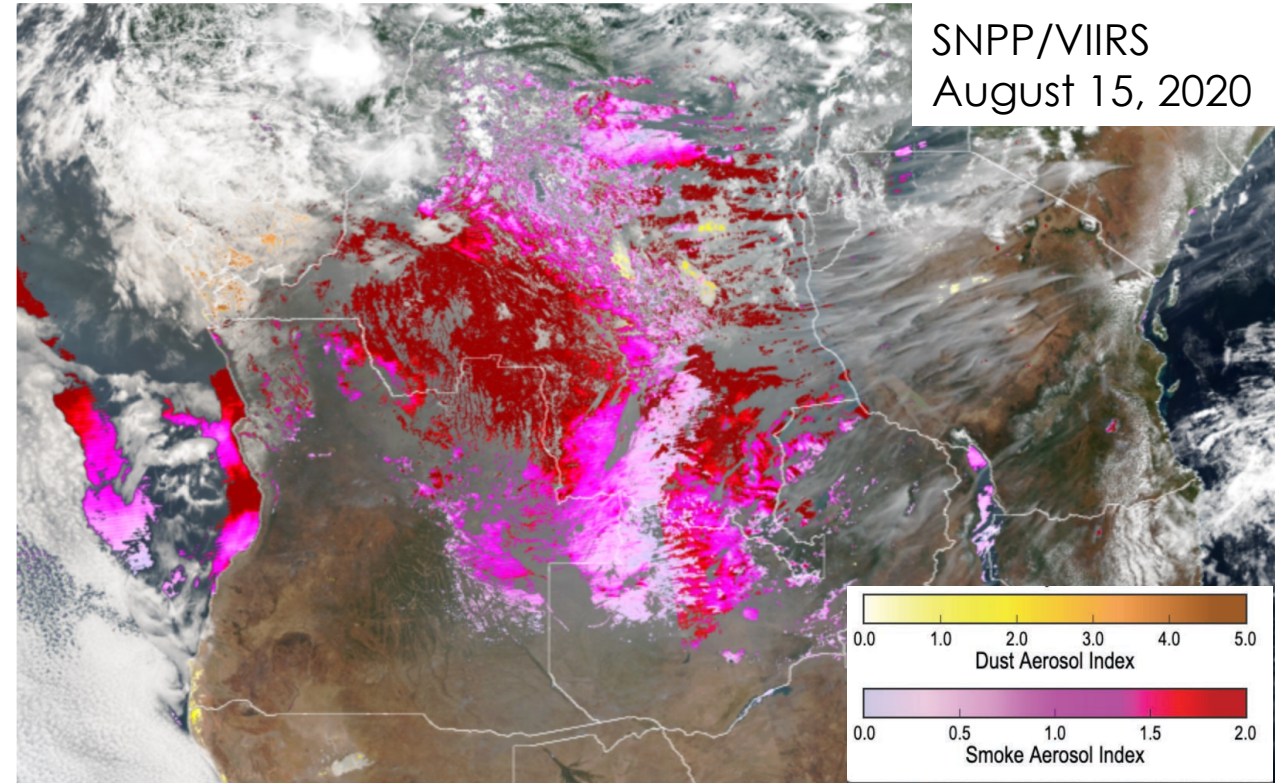 SNPP/VIIRS
August 15, 2020
0.0 1.0 2.0 3.0 4.0 5.0
Dust Aerosol Index
0.0 0.5 1.0 1.5 2.0
Smoke Aerosol Index